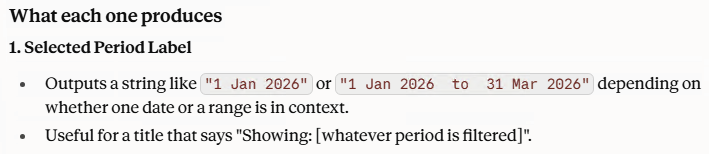 What each one produces
1. Selected Period Label
• Outputs a string like "1 Jan 2026" or "1 Jan 2026  to  31 Mar 2026" depending on
whether one date or a range is in context.
• Useful for a title that says "Showing: [whatever period is filtered]".